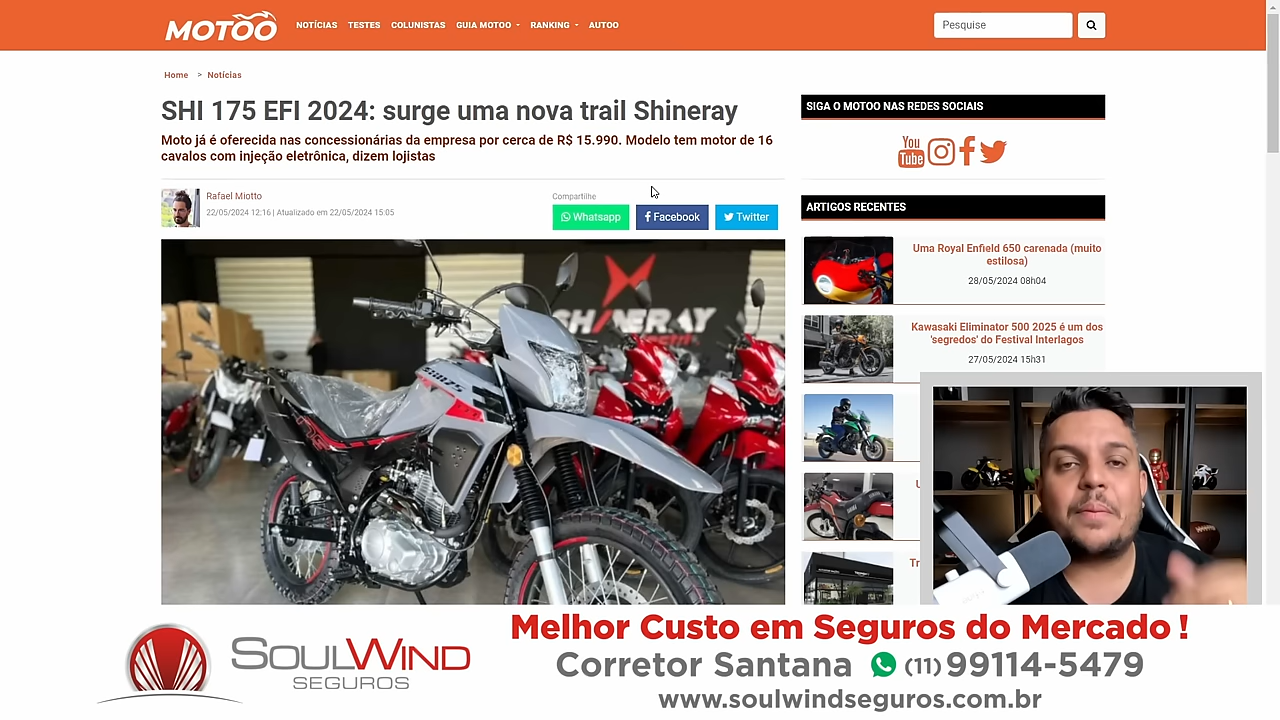 MOTOO
NOTÍCIAS TESTES COLUNISTAS GUIA MOTOO RANKING AUTOO
Pesquise
Home > Notícias
SHI 175 EFI 2024: surge uma nova trail Shineray
Moto já é oferecida nas concessionárias da empresa por cerca de R$ 15.990. Modelo tem motor de 16
cavalos com injeção eletrônica, dizem lojistas
Rafael Miotto
22/05/2024 12:16 | Atualizado em 22/05/2024 15:05
Compartilhe
Whatsapp
Facebook
Twitter
SHINERAY
SIGA O MOTOO NAS REDES SOCIAIS
You
Tube
ARTIGOS RECENTES
Uma Royal Enfield 650 carenada (muito
estilosa)
28/05/2024 08h04
Kawasaki Eliminator 500 2025 é um dos
'segredos' do Festival Interlagos
27/05/2024 15h31
U
Tr
SOULWIND
SEGUROS
Melhor Custo em Seguros do Mercado !
Corretor Santana (11) 99114-5479
www.soulwindseguros.com.br